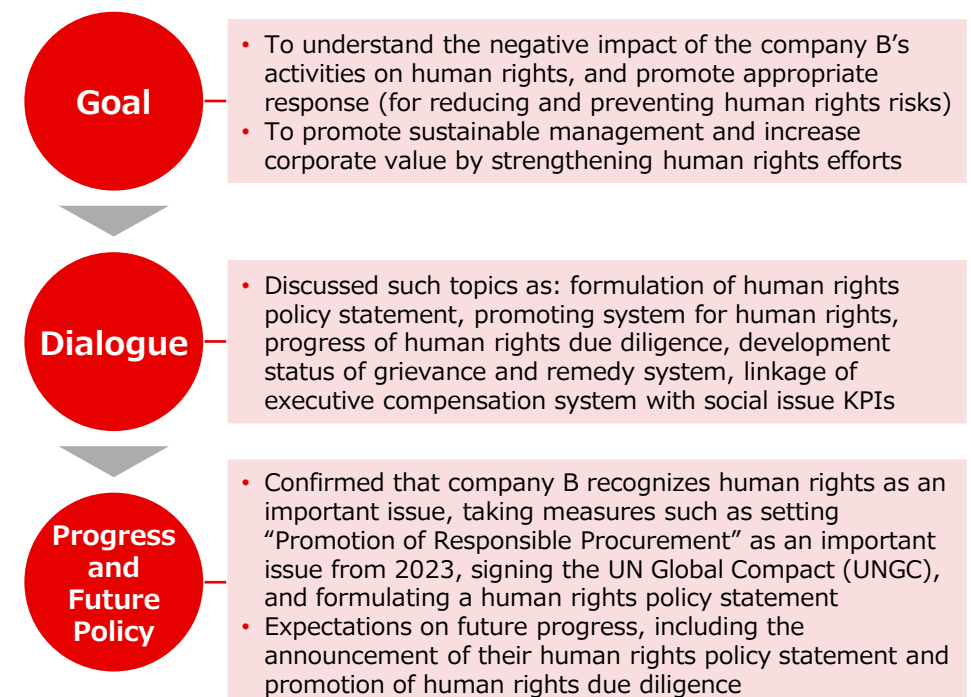 Goal
• To understand the negative impact of the company B’s
activities on human rights, and promote appropriate
response (for reducing and preventing human rights risks)
• To promote sustainable management and increase
corporate value by strengthening human rights efforts
Dialogue
• Discussed such topics as: formulation of human rights
policy statement, promoting system for human rights,
progress of human rights due diligence, development
status of grievance and remedy system, linkage of
executive compensation system with social issue KPIs
Progress
and
Future
Policy
• Confirmed that company B recognizes human rights as an
important issue, taking measures such as setting
“Promotion of Responsible Procurement” as an important
issue from 2023, signing the UN Global Compact (UNGC),
and formulating a human rights policy statement
• Expectations on future progress, including the
announcement of their human rights policy statement and
promotion of human rights due diligence